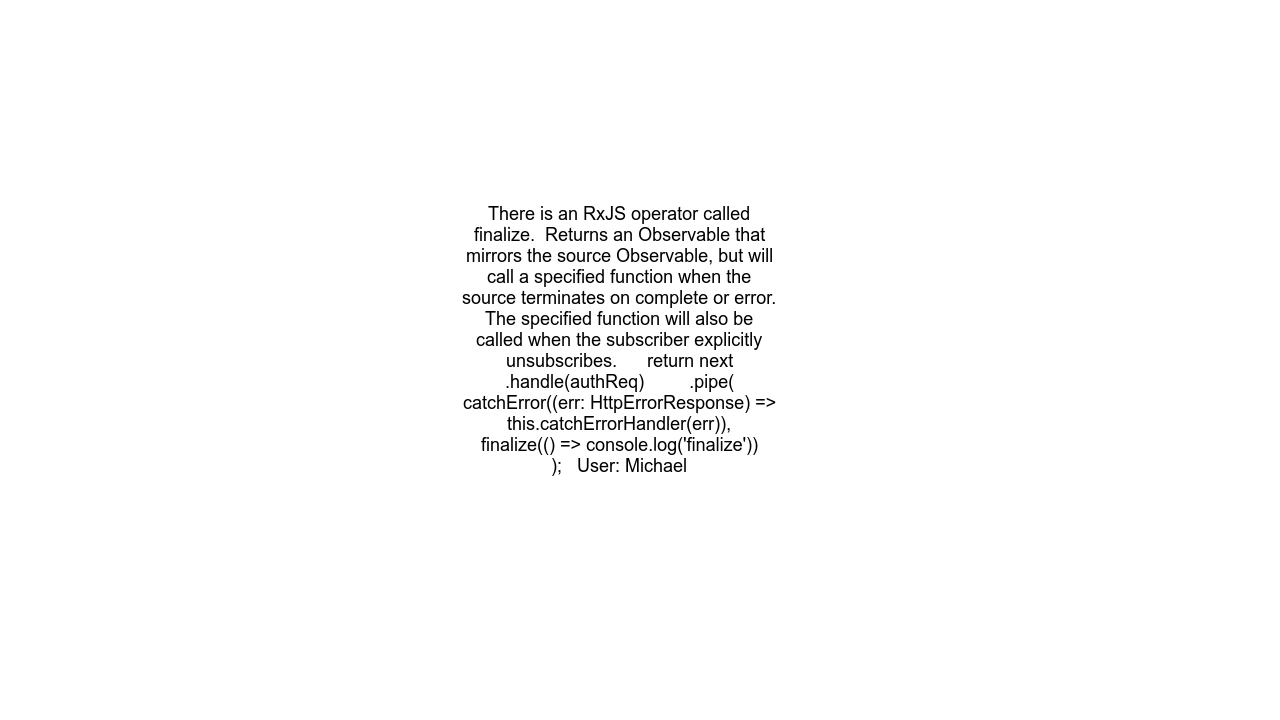 There is an RxJS operator called
finalize.  Returns an Observable that
mirrors the source Observable, but will
call a specified function when the
source terminates on complete or error.
The specified function will also be
called when the subscriber explicitly
unsubscribes.      return next
.handle(authReq)         .pipe(
catchError((err: HttpErrorResponse) =>
this.catchErrorHandler(err)),
finalize(() => console.log('finalize'))
);   User: Michael